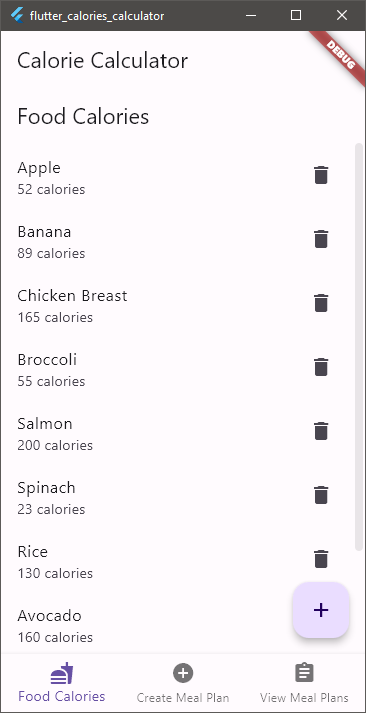 flutter_calories_calculator
DEBUG
Calorie Calculator
Food Calories
Apple
52 calories
Banana
89 calories
Chicken Breast
165 calories
Broccoli
55 calories
Salmon
200 calories
Spinach
23 calories
Rice
130 calories
Avocado
160 calories
Food Calories
Create Meal Plan
View Meal Plans